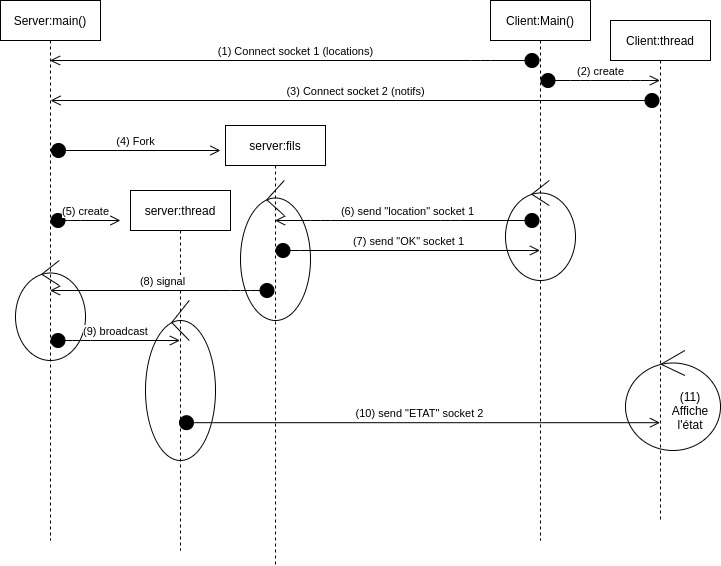 Server:main()
Client:Main()
Client:thread
(1) Connect socket 1 (locations)
(2) create
(3) Connect socket 2 (notifs)
(4) Fork
server:fils
(5) create
server:thread
(6) send "location" socket 1
(7) send "OK" socket 1
(8) signal
(9) broadcast
(10) send "ETAT" socket 2
(11)
Affiche
l'état